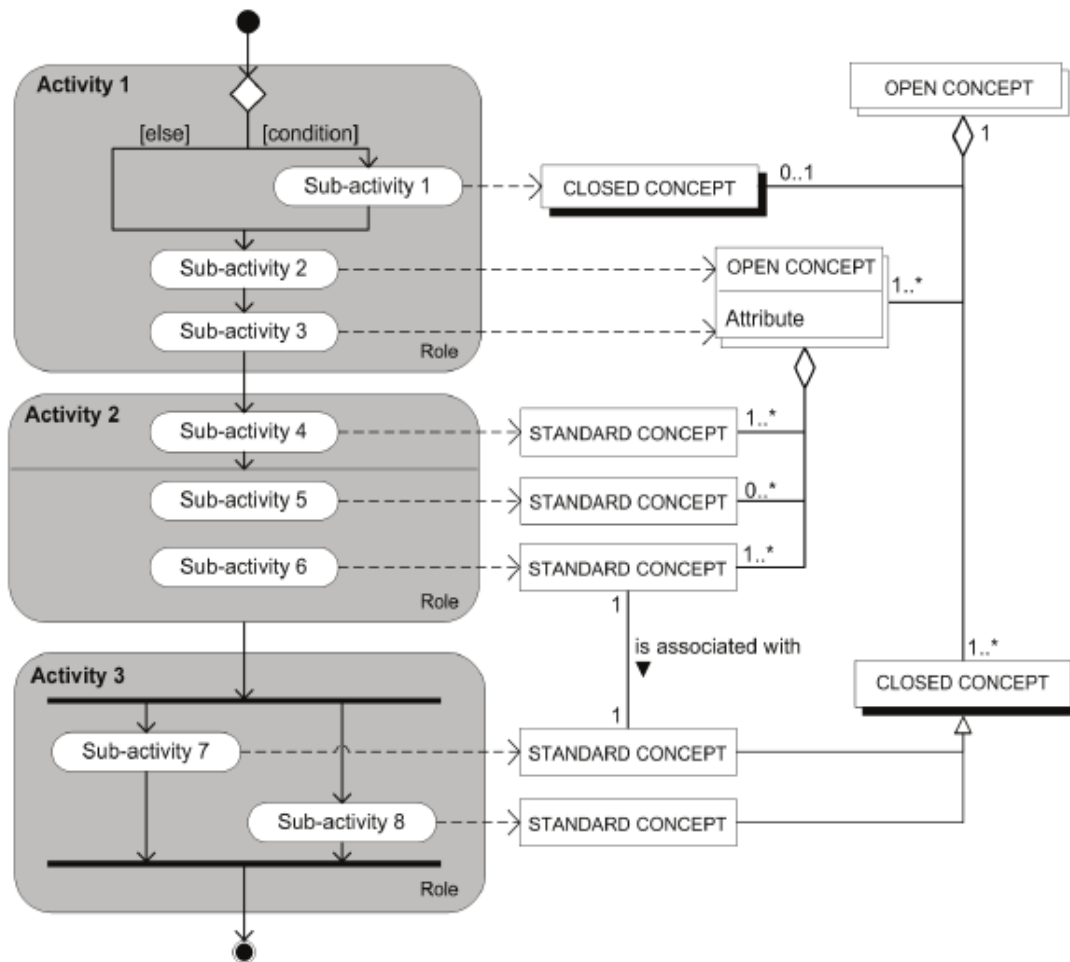 Activity 1
OPEN CONCEPT
1
[else]
[condition]
Sub-activity 1
CLOSED CONCEPT
0..1
Sub-activity 2
OPEN CONCEPT
1..*
Attribute
Sub-activity 3
Role
Activity 2
Sub-activity 4
STANDARD CONCEPT
1..*
Sub-activity 5
STANDARD CONCEPT
0..*
Sub-activity 6
STANDARD CONCEPT
1..*
Role
1
is associated with
1..*
Activity 3
CLOSED CONCEPT
1
Sub-activity 7
STANDARD CONCEPT
Sub-activity 8
STANDARD CONCEPT
Role